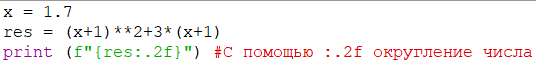 x = 1.7
res = (x+1)**2+3*(x+1)
print (f"{res:.2f}") #С помощью :.2f округление числа